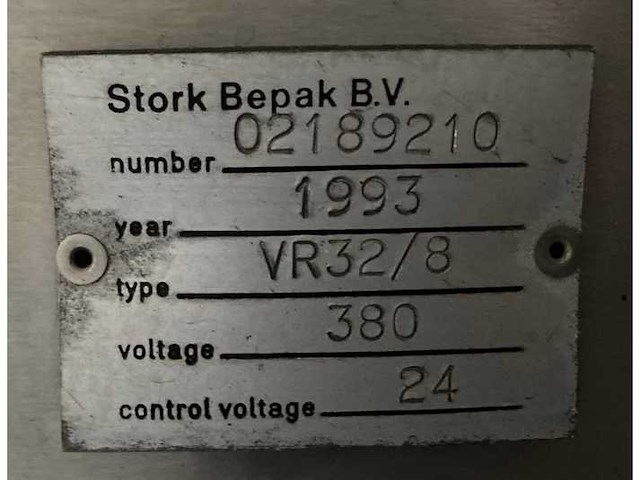 Stork Bepak B.V.
number 02189210
year 1993
type VR32/8
voltage 380
control voltage 24